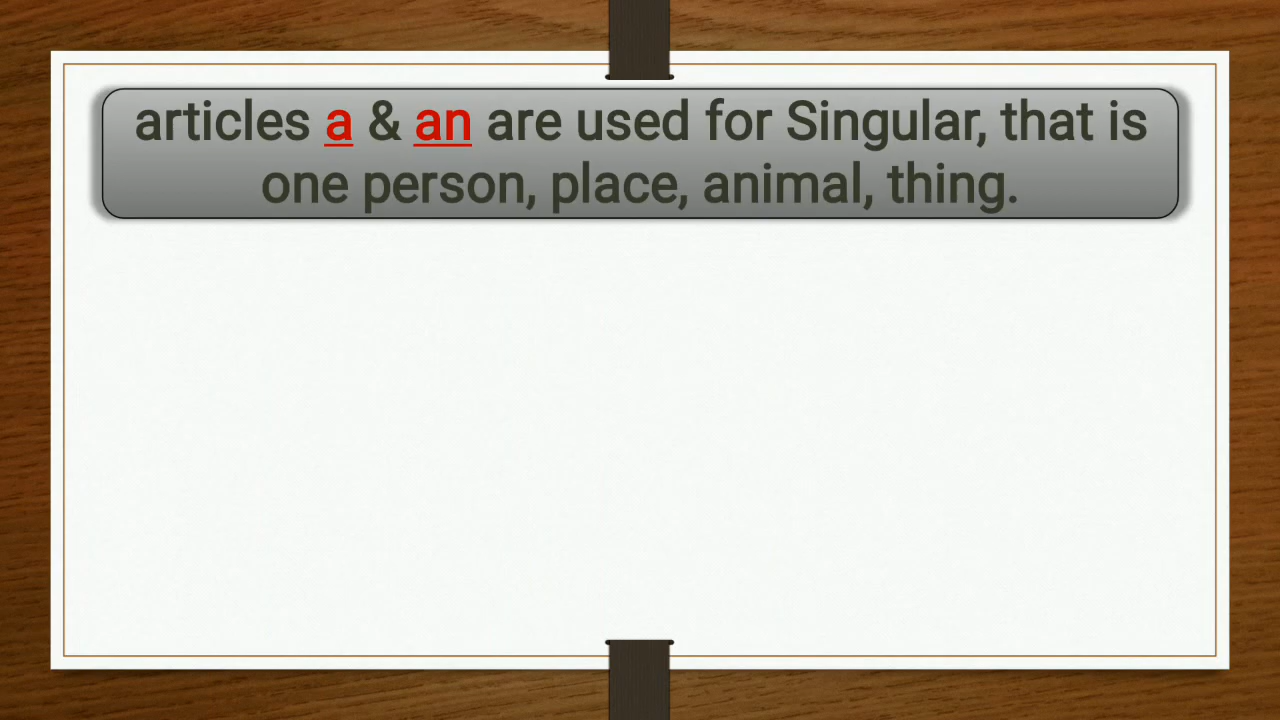 articles a & an are used for Singular, that is
one person, place, animal, thing.